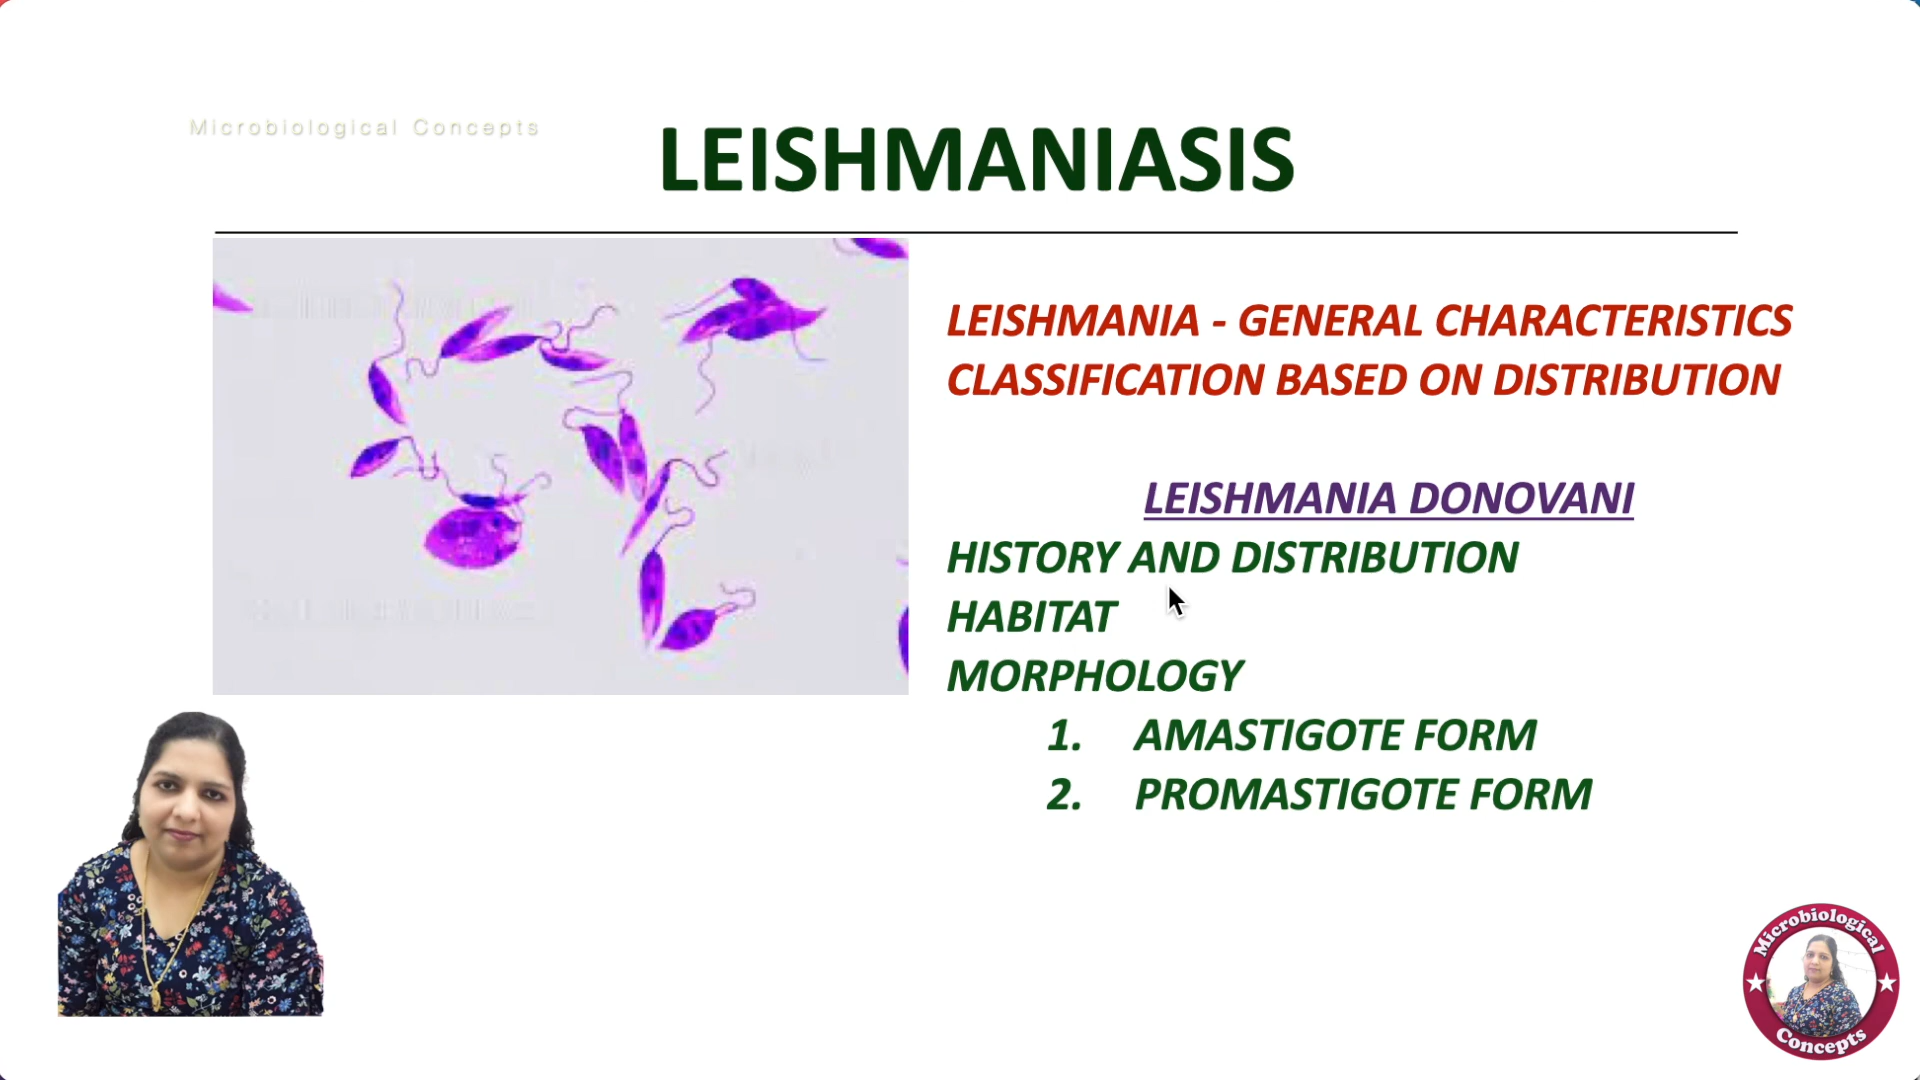 Microbiological Concepts
LEISHMANIASIS
LEISHMANIA - GENERAL CHARACTERISTICS
CLASSIFICATION BASED ON DISTRIBUTION
LEISHMANIA DONOVANI
HISTORY AND DISTRIBUTION
HABITAT
MORPHOLOGY
1. AMASTIGOTE FORM
2. PROMASTIGOTE FORM
Microbiological
Concepts